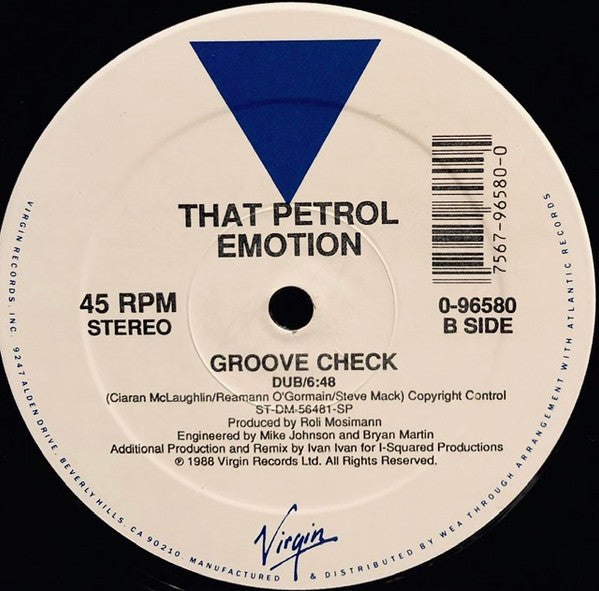 THAT PETROL
EMOTION
7567-96580-0
45 RPM
STEREO
0-96580
B SIDE
GROOVE CHECK
DUB/6:48
(Ciaran McLaughlin/Reamann O'Gormain/Steve Mack) Copyright Control
ST-DM-56481-SP
Produced by Roli Mosimann
Engineered by Mike Johnson and Bryan Martin
Additional Production and Remix by Ivan Ivan for I-Squared Productions
℗ 1988 Virgin Records Ltd. All Rights Reserved.
Virgin
VIRGIN RECORDS, INC. 9247 ALDEN DRIVE, BEVERLY HILLS, CA 90210 MANUFACTURED & DISTRIBUTED BY WEA THROUGH ARRANGEMENT WITH ATLANTIC RECORDS